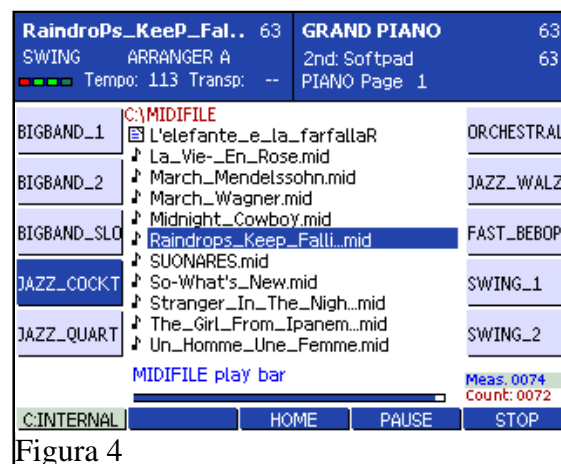 RaindroPs_KeeP_Fal.. 63
SWING ARRANGER A
Tempo: 113 Transp: --
GRAND PIANO 63
2nd: Softpad 63
PIANO Page 1
BIGBAND_1
BIGBAND_2
BIGBAND_SLO
JAZZ_COCKT
JAZZ_QUART
C:\MIDIFILE
L'elefante_e_la_farfallaR
La_Vie-_En_Rose.mid
March_Mendelssohn.mid
March_Wagner.mid
Midnight_Cowboy.mid
Raindrops_Keep_Falli...mid
SUONARES.mid
So-What's_New.mid
Stranger_In_The_Nigh...mid
The_Girl_From_Ipanem...mid
Un_Homme_Une_Femme.mid
MIDIFILE play bar
ORCHESTRAL
JAZZ_WALZ
FAST_BEBOP
SWING_1
SWING_2
Meas. 0074
Count: 0072
C:INTERNAL HOME PAUSE STOP
Figura 4